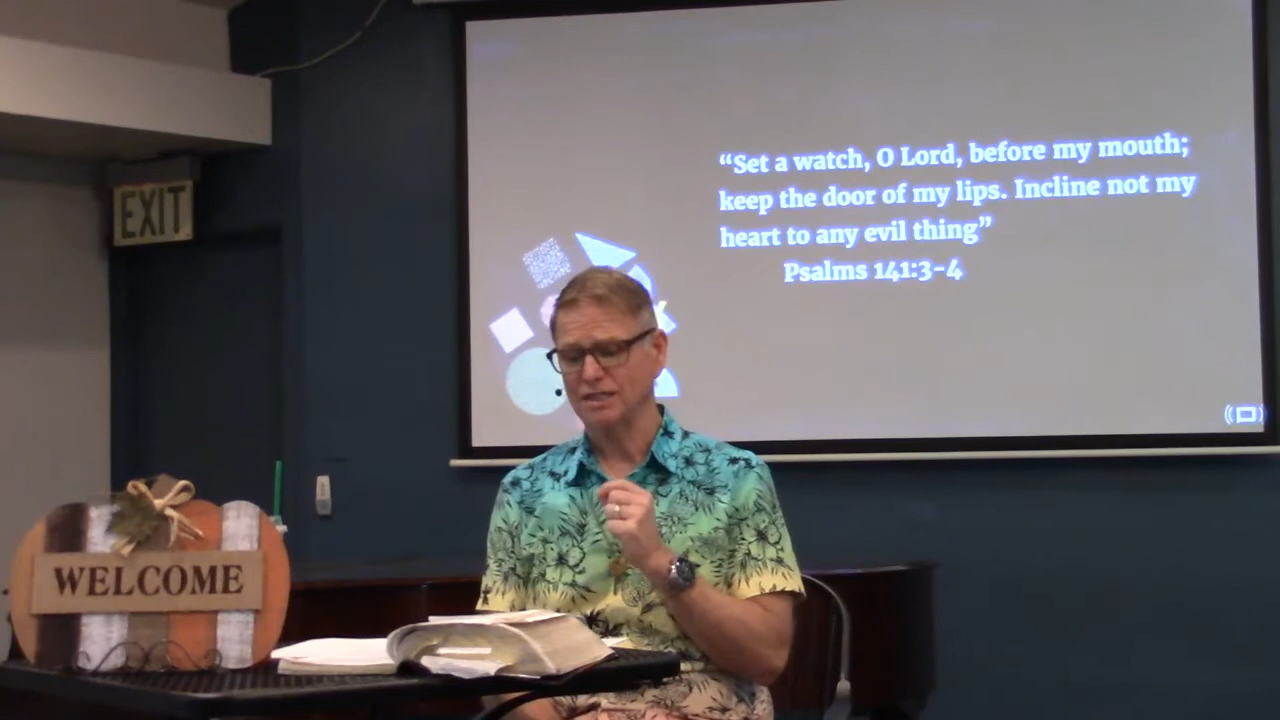 “Set a watch, O Lord, before my mouth;
keep the door of my lips. Incline not my
heart to any evil thing”
Psalms 141:3-4
EXIT
WELCOME